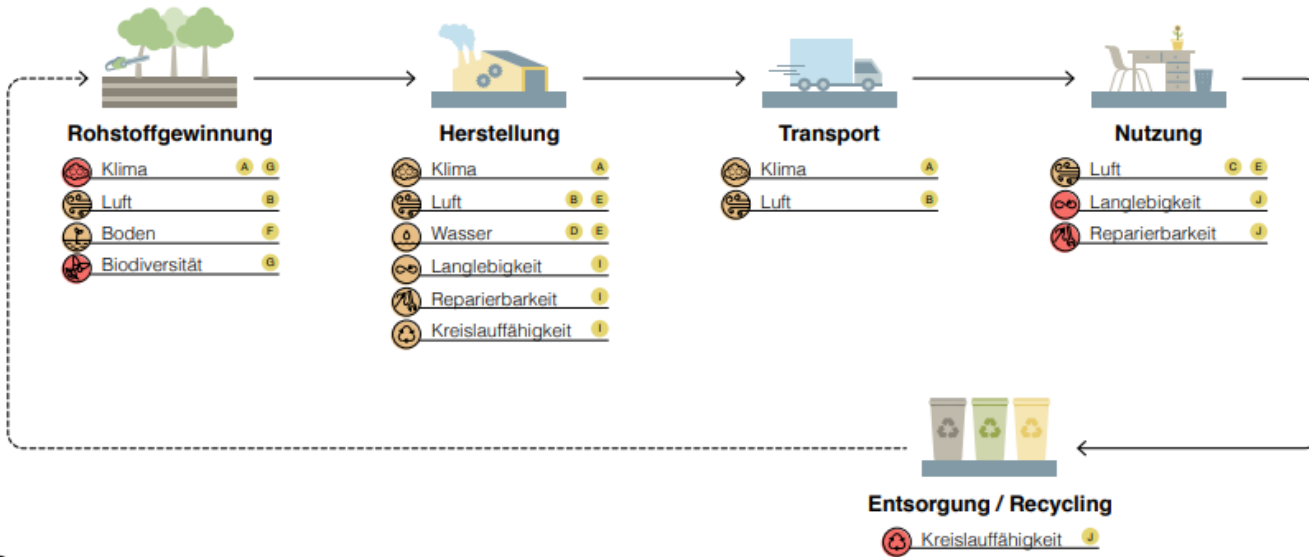 Rohstoffgewinnung
Klima A G
Luft B
Boden F
Biodiversität G
Herstellung
Klima A
Luft B E
Wasser D E
Langlebigkeit I
Reparierbarkeit I
Kreislauffähigkeit I
Transport
Klima A
Luft B
Nutzung
Luft C E
Langlebigkeit J
Reparierbarkeit J
Entsorgung / Recycling
Kreislauffähigkeit J